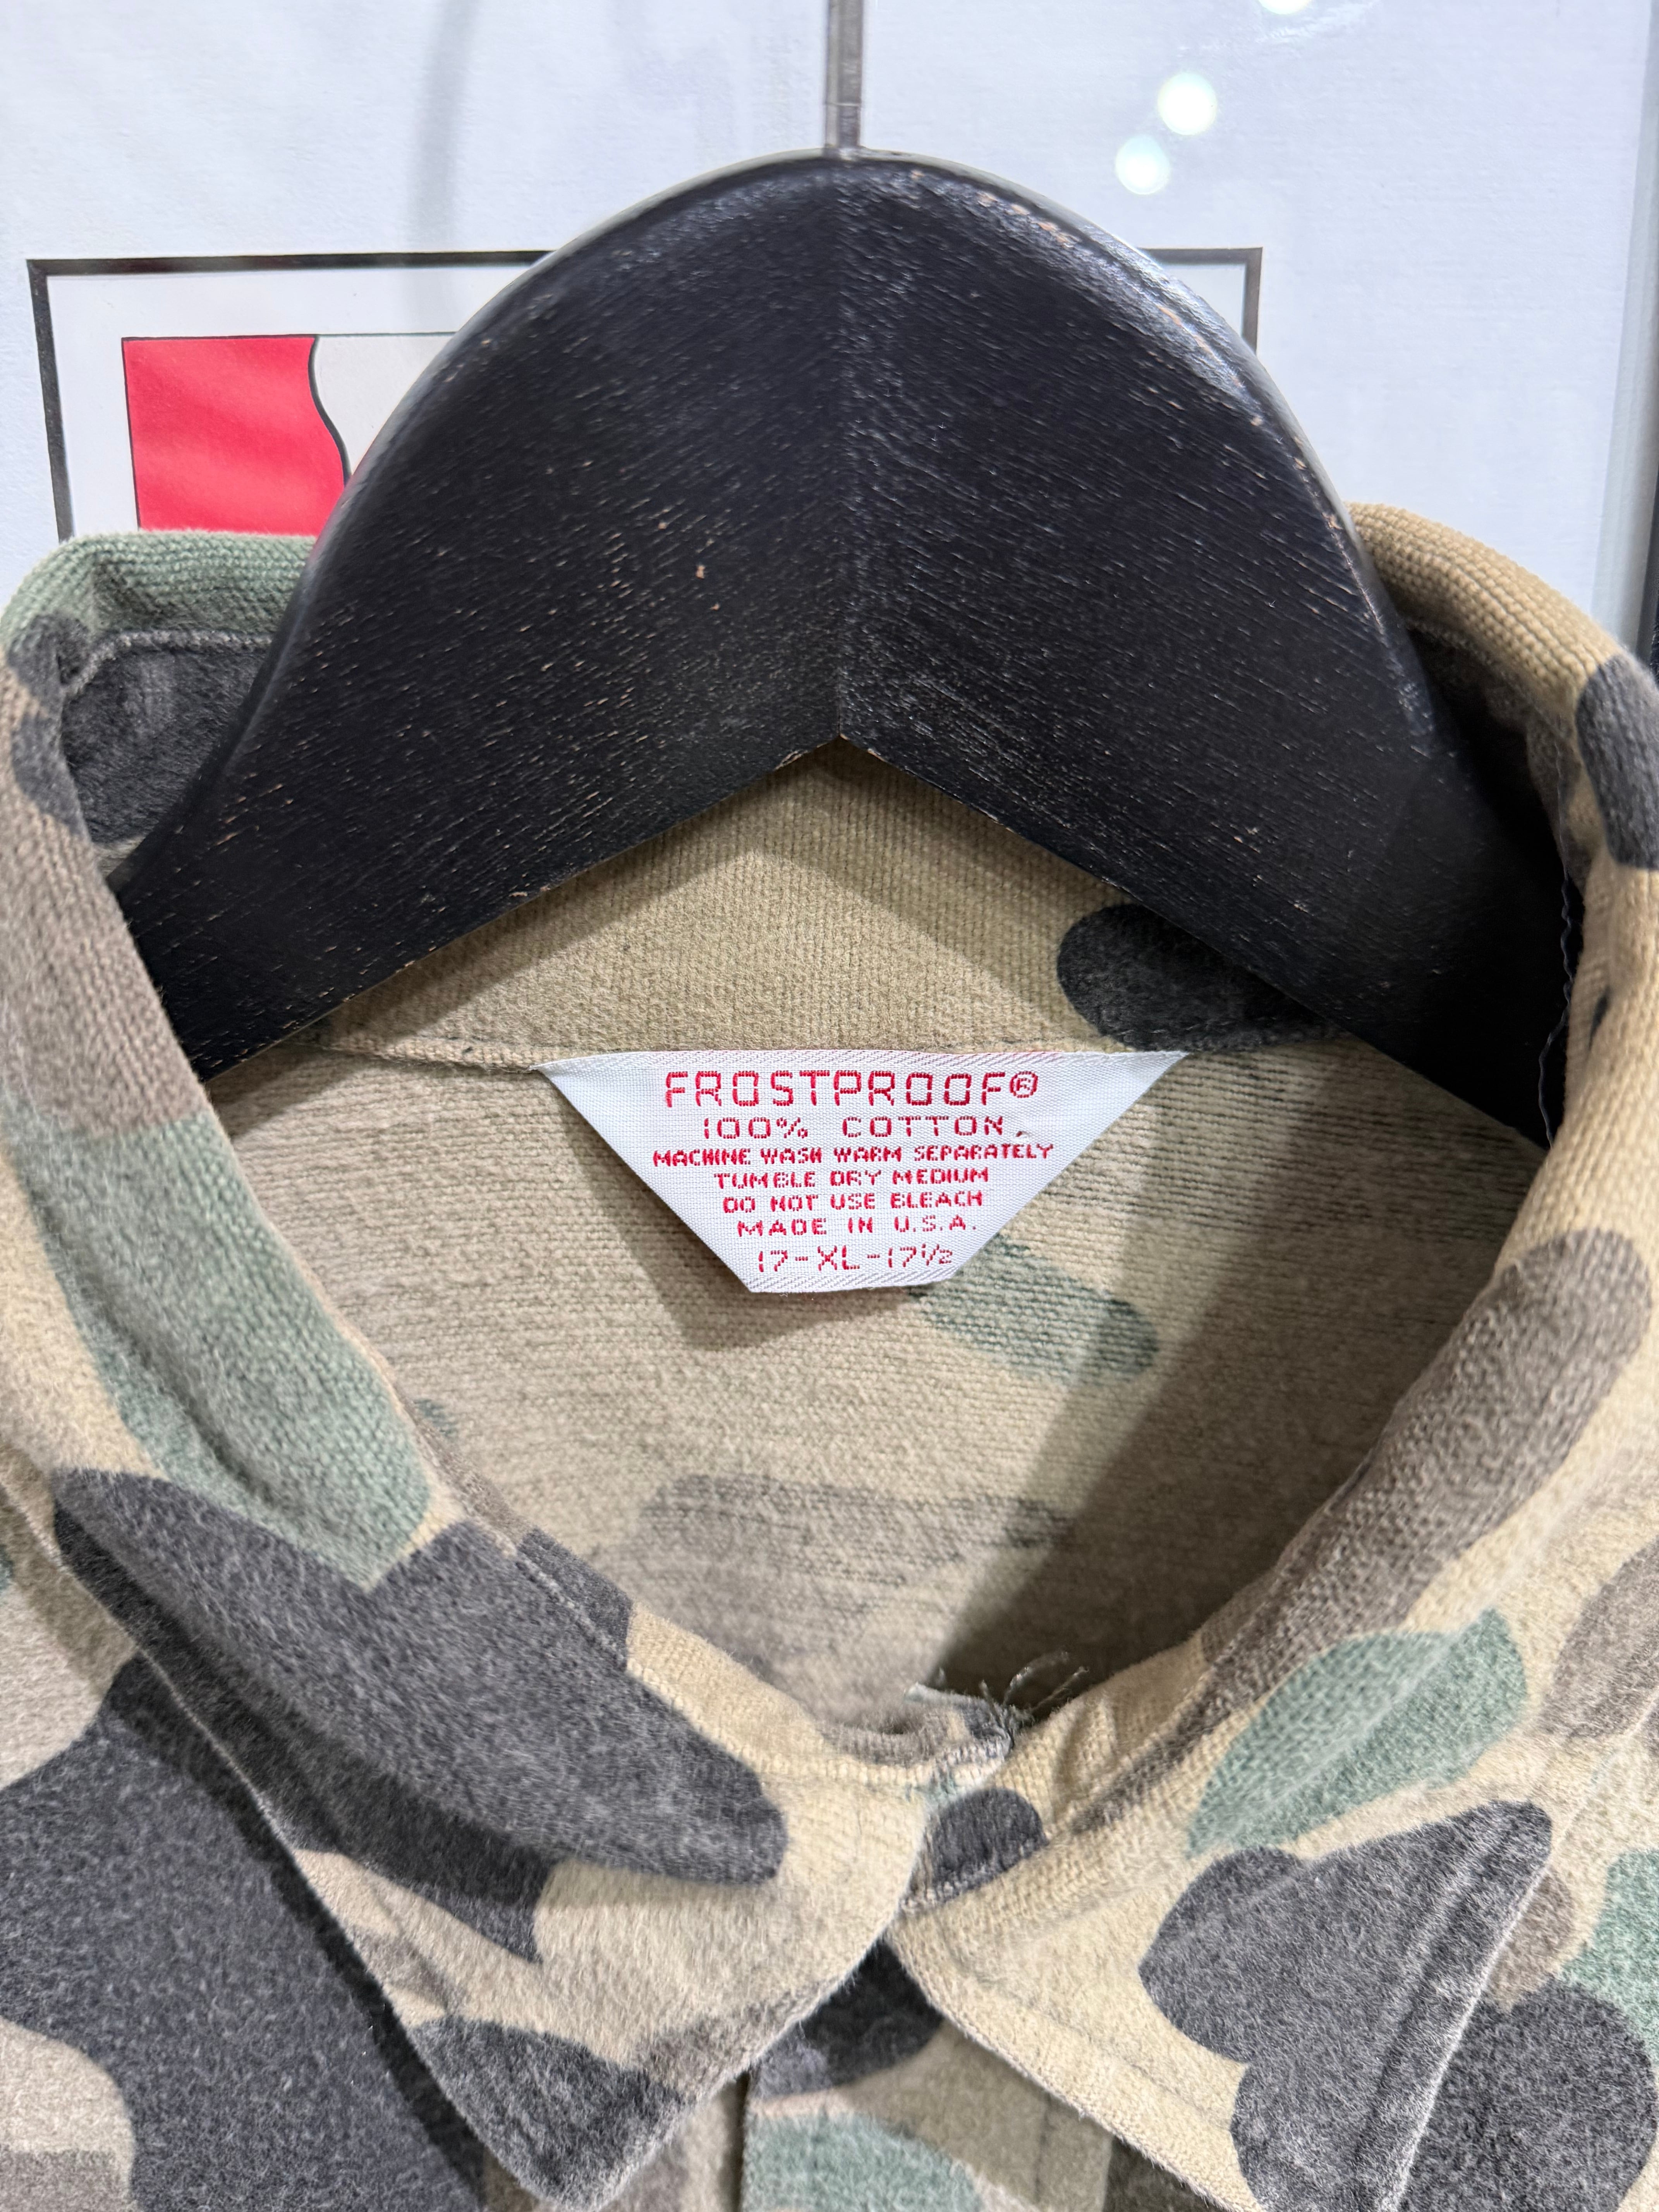 FROSTPROOF®
100% COTTON
MACHINE WASH WARM SEPARATELY
TUMBLE DRY MEDIUM
DO NOT USE BLEACH
MADE IN U.S.A.
17-XL-17½